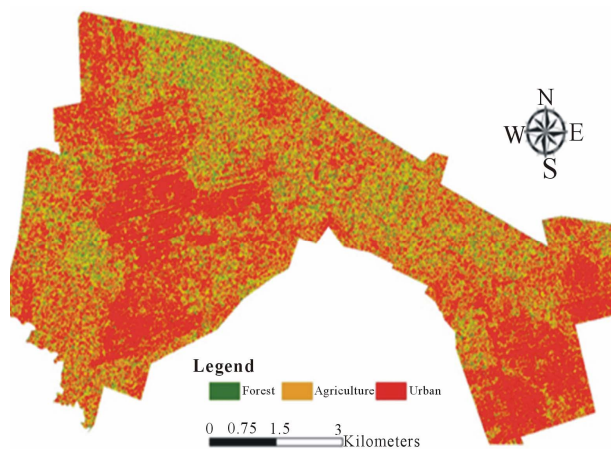 N
W E
S
Legend
Forest Agriculture Urban
0 0.75 1.5 3
Kilometers